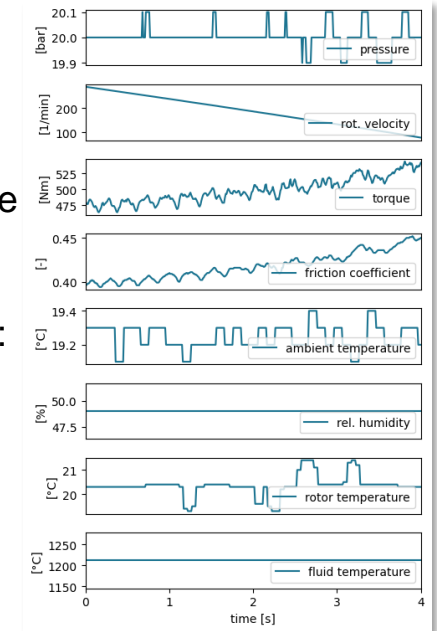 20.1
20.0
19.9
[bar]
pressure
200
100
[1/min]
rot. velocity
e
525
500
475
[Nm]
torque
0.45
0.40
[-]
friction coefficient
:
19.4
19.2
[°C]
ambient temperature
50.0
47.5
[%]
rel. humidity
21
20
[°C]
rotor temperature
1250
1200
1150
[°C]
fluid temperature
0 1 2 3 4
time [s]